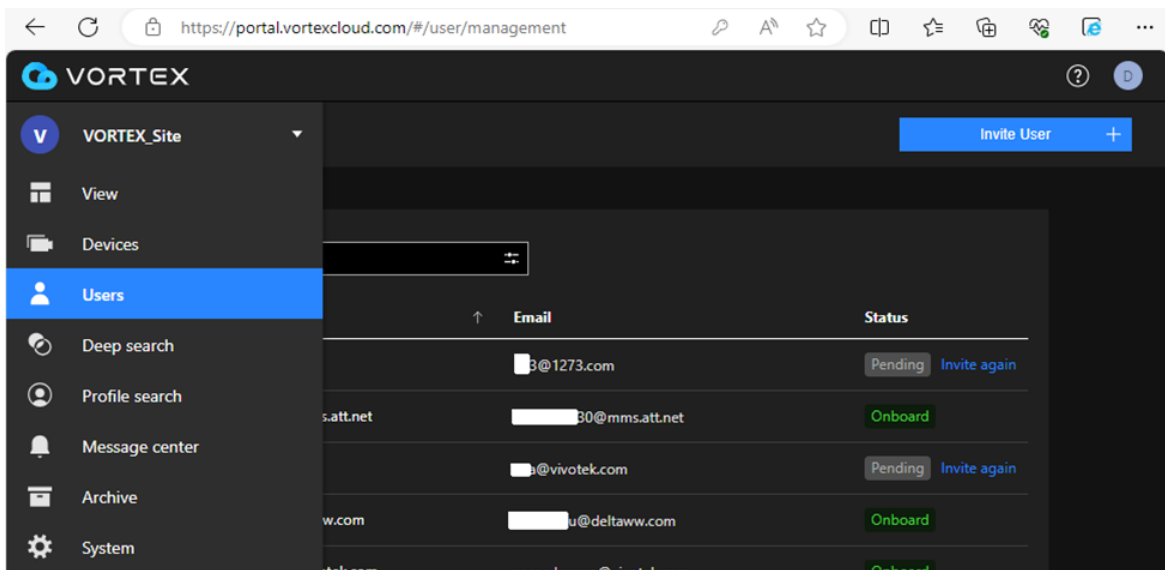 https://portal.vortexcloud.com/#/user/management
VORTEX
D
V VORTEX_Site
Invite User +
View
Devices
Users
Email Status
Deep search
3@1273.com Pending Invite again
Profile search
s.att.net 30@mms.att.net Onboard
Message center
a@vivotek.com Pending Invite again
Archive
w.com u@deltaww.com Onboard
System